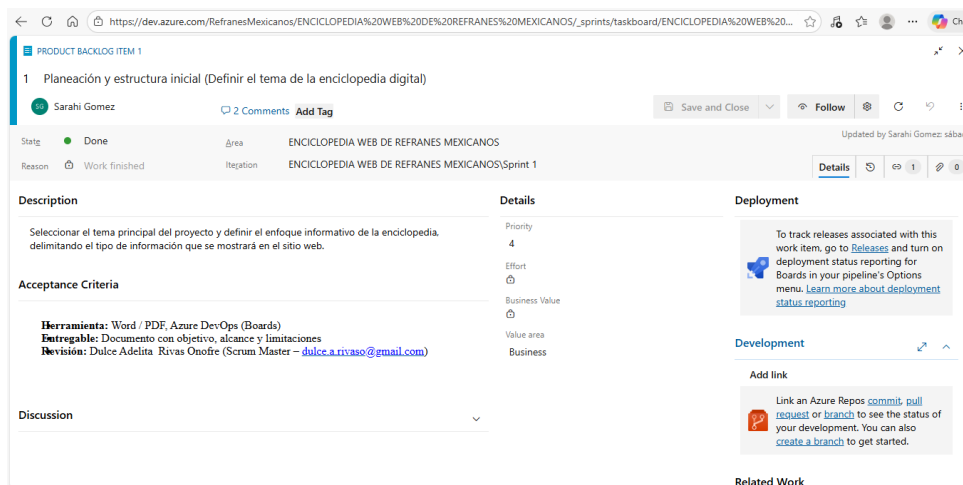 https://dev.azure.com/RefranesMexicanos/ENCICLOPEDIA%20WEB%20DE%20REFRANES%20MEXICANOS/_sprints/taskboard/ENCICLOPEDIA%20WEB%20...
Ch
PRODUCT BACKLOG ITEM 1
1 Planeación y estructura inicial (Definir el tema de la enciclopedia digital)
SG Sarahi Gomez
2 Comments Add Tag
Save and Close
Follow
State Done
Area ENCICLOPEDIA WEB DE REFRANES MEXICANOS
Updated by Sarahi Gomez: sába
Reason Work finished
Iteration ENCICLOPEDIA WEB DE REFRANES MEXICANOS\Sprint 1
Details 1 0
Description
Seleccionar el tema principal del proyecto y definir el enfoque informativo de la enciclopedia,
delimitando el tipo de información que se mostrará en el sitio web.
Acceptance Criteria
Herramienta: Word / PDF, Azure DevOps (Boards)
Entregable: Documento con objetivo, alcance y limitaciones
Revisión: Dulce Adelita Rivas Onofre (Scrum Master – dulce.a.rivaso@gmail.com)
Discussion
Details
Priority
4
Effort
Business Value
Value area
Business
Deployment
To track releases associated with this
work item, go to Releases and turn on
deployment status reporting for
Boards in your pipeline's Options
menu. Learn more about deployment
status reporting
Development
Add link
Link an Azure Repos commit, pull
request or branch to see the status of
your development. You can also
create a branch to get started.
Related Work